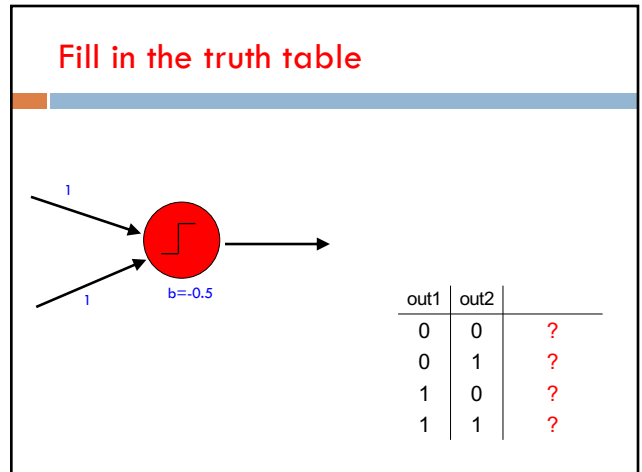 Fill in the truth table
1
1
b=-0.5
out1 out2
0 0 ?
0 1 ?
1 0 ?
1 1 ?